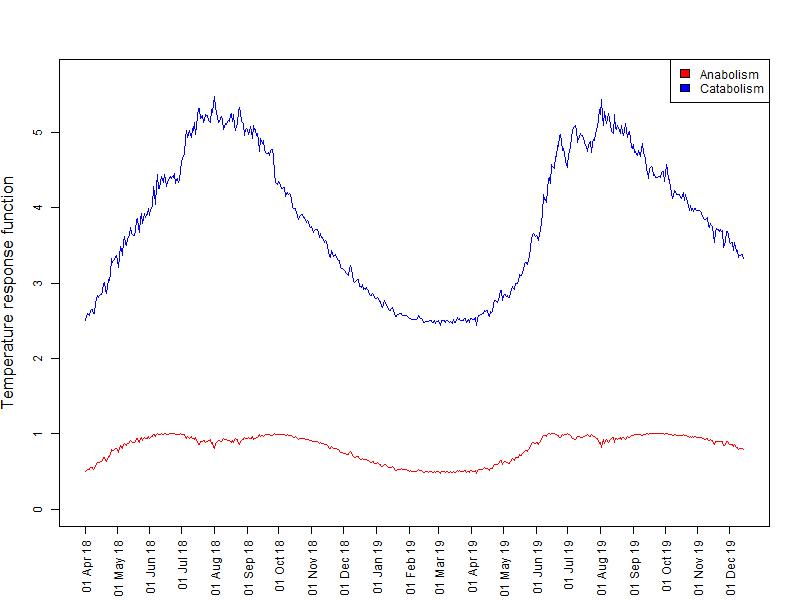 Anabolism
Catabolism
Temperature response function
5
4
3
2
1
0
01 Apr 18
01 May 18
01 Jun 18
01 Jul 18
01 Aug 18
01 Sep 18
01 Oct 18
01 Nov 18
01 Dec 18
01 Jan 19
01 Feb 19
01 Mar 19
01 Apr 19
01 May 19
01 Jun 19
01 Jul 19
01 Aug 19
01 Sep 19
01 Oct 19
01 Nov 19
01 Dec 19